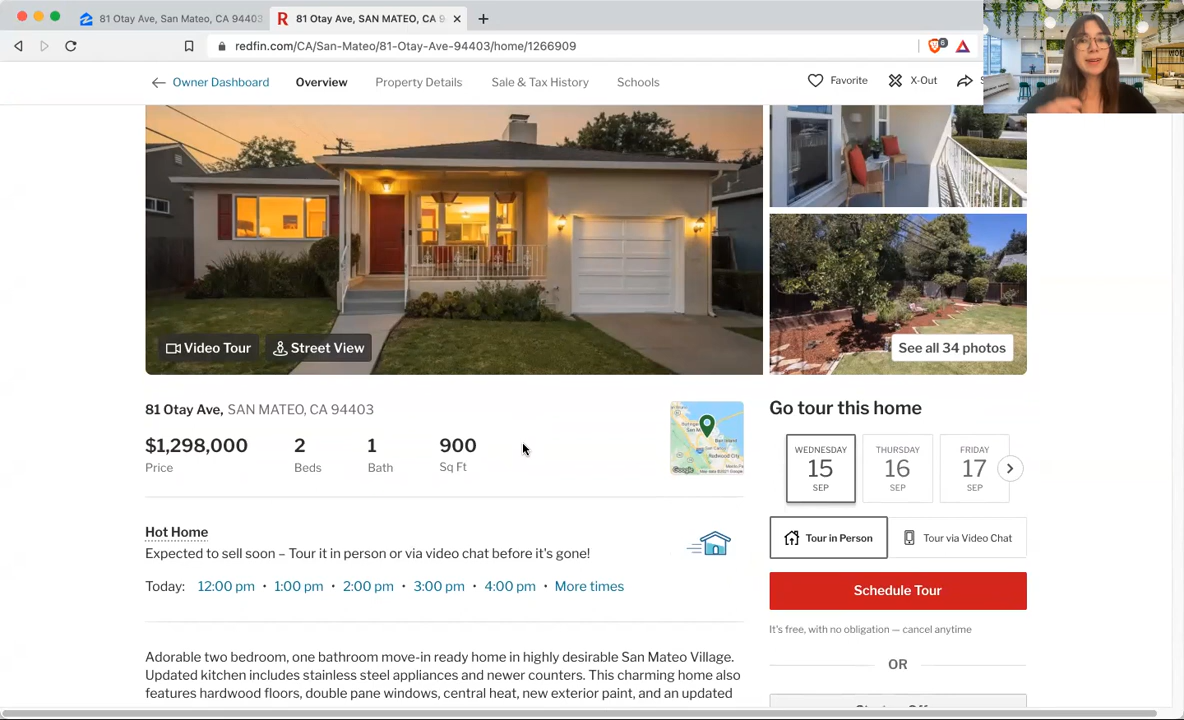 81 Otay Ave, San Mateo, CA 94403
81 Otay Ave, SAN MATEO, CA 9
redfin.com/CA/San-Mateo/81-Otay-Ave-94403/home/1266909
6
Owner Dashboard
Overview
Property Details
Sale & Tax History
Schools
Favorite
X-Out
Video Tour
Street View
See all 34 photos
81 Otay Ave, SAN MATEO, CA 94403
$1,298,000
2
1
900
Price
Beds
Bath
Sq Ft
Google
Go tour this home
WEDNESDAY
15
SEP
THURSDAY
16
SEP
FRIDAY
17
SEP
Tour in Person
Tour via Video Chat
Schedule Tour
It's free, with no obligation — cancel anytime
OR
Hot Home
Expected to sell soon – Tour it in person or via video chat before it's gone!
Today: 12:00 pm • 1:00 pm • 2:00 pm • 3:00 pm • 4:00 pm • More times
Adorable two bedroom, one bathroom move-in ready home in highly desirable San Mateo Village.
Updated kitchen includes stainless steel appliances and newer counters. This charming home also
features hardwood floors, double pane windows, central heat, new exterior paint, and an updated